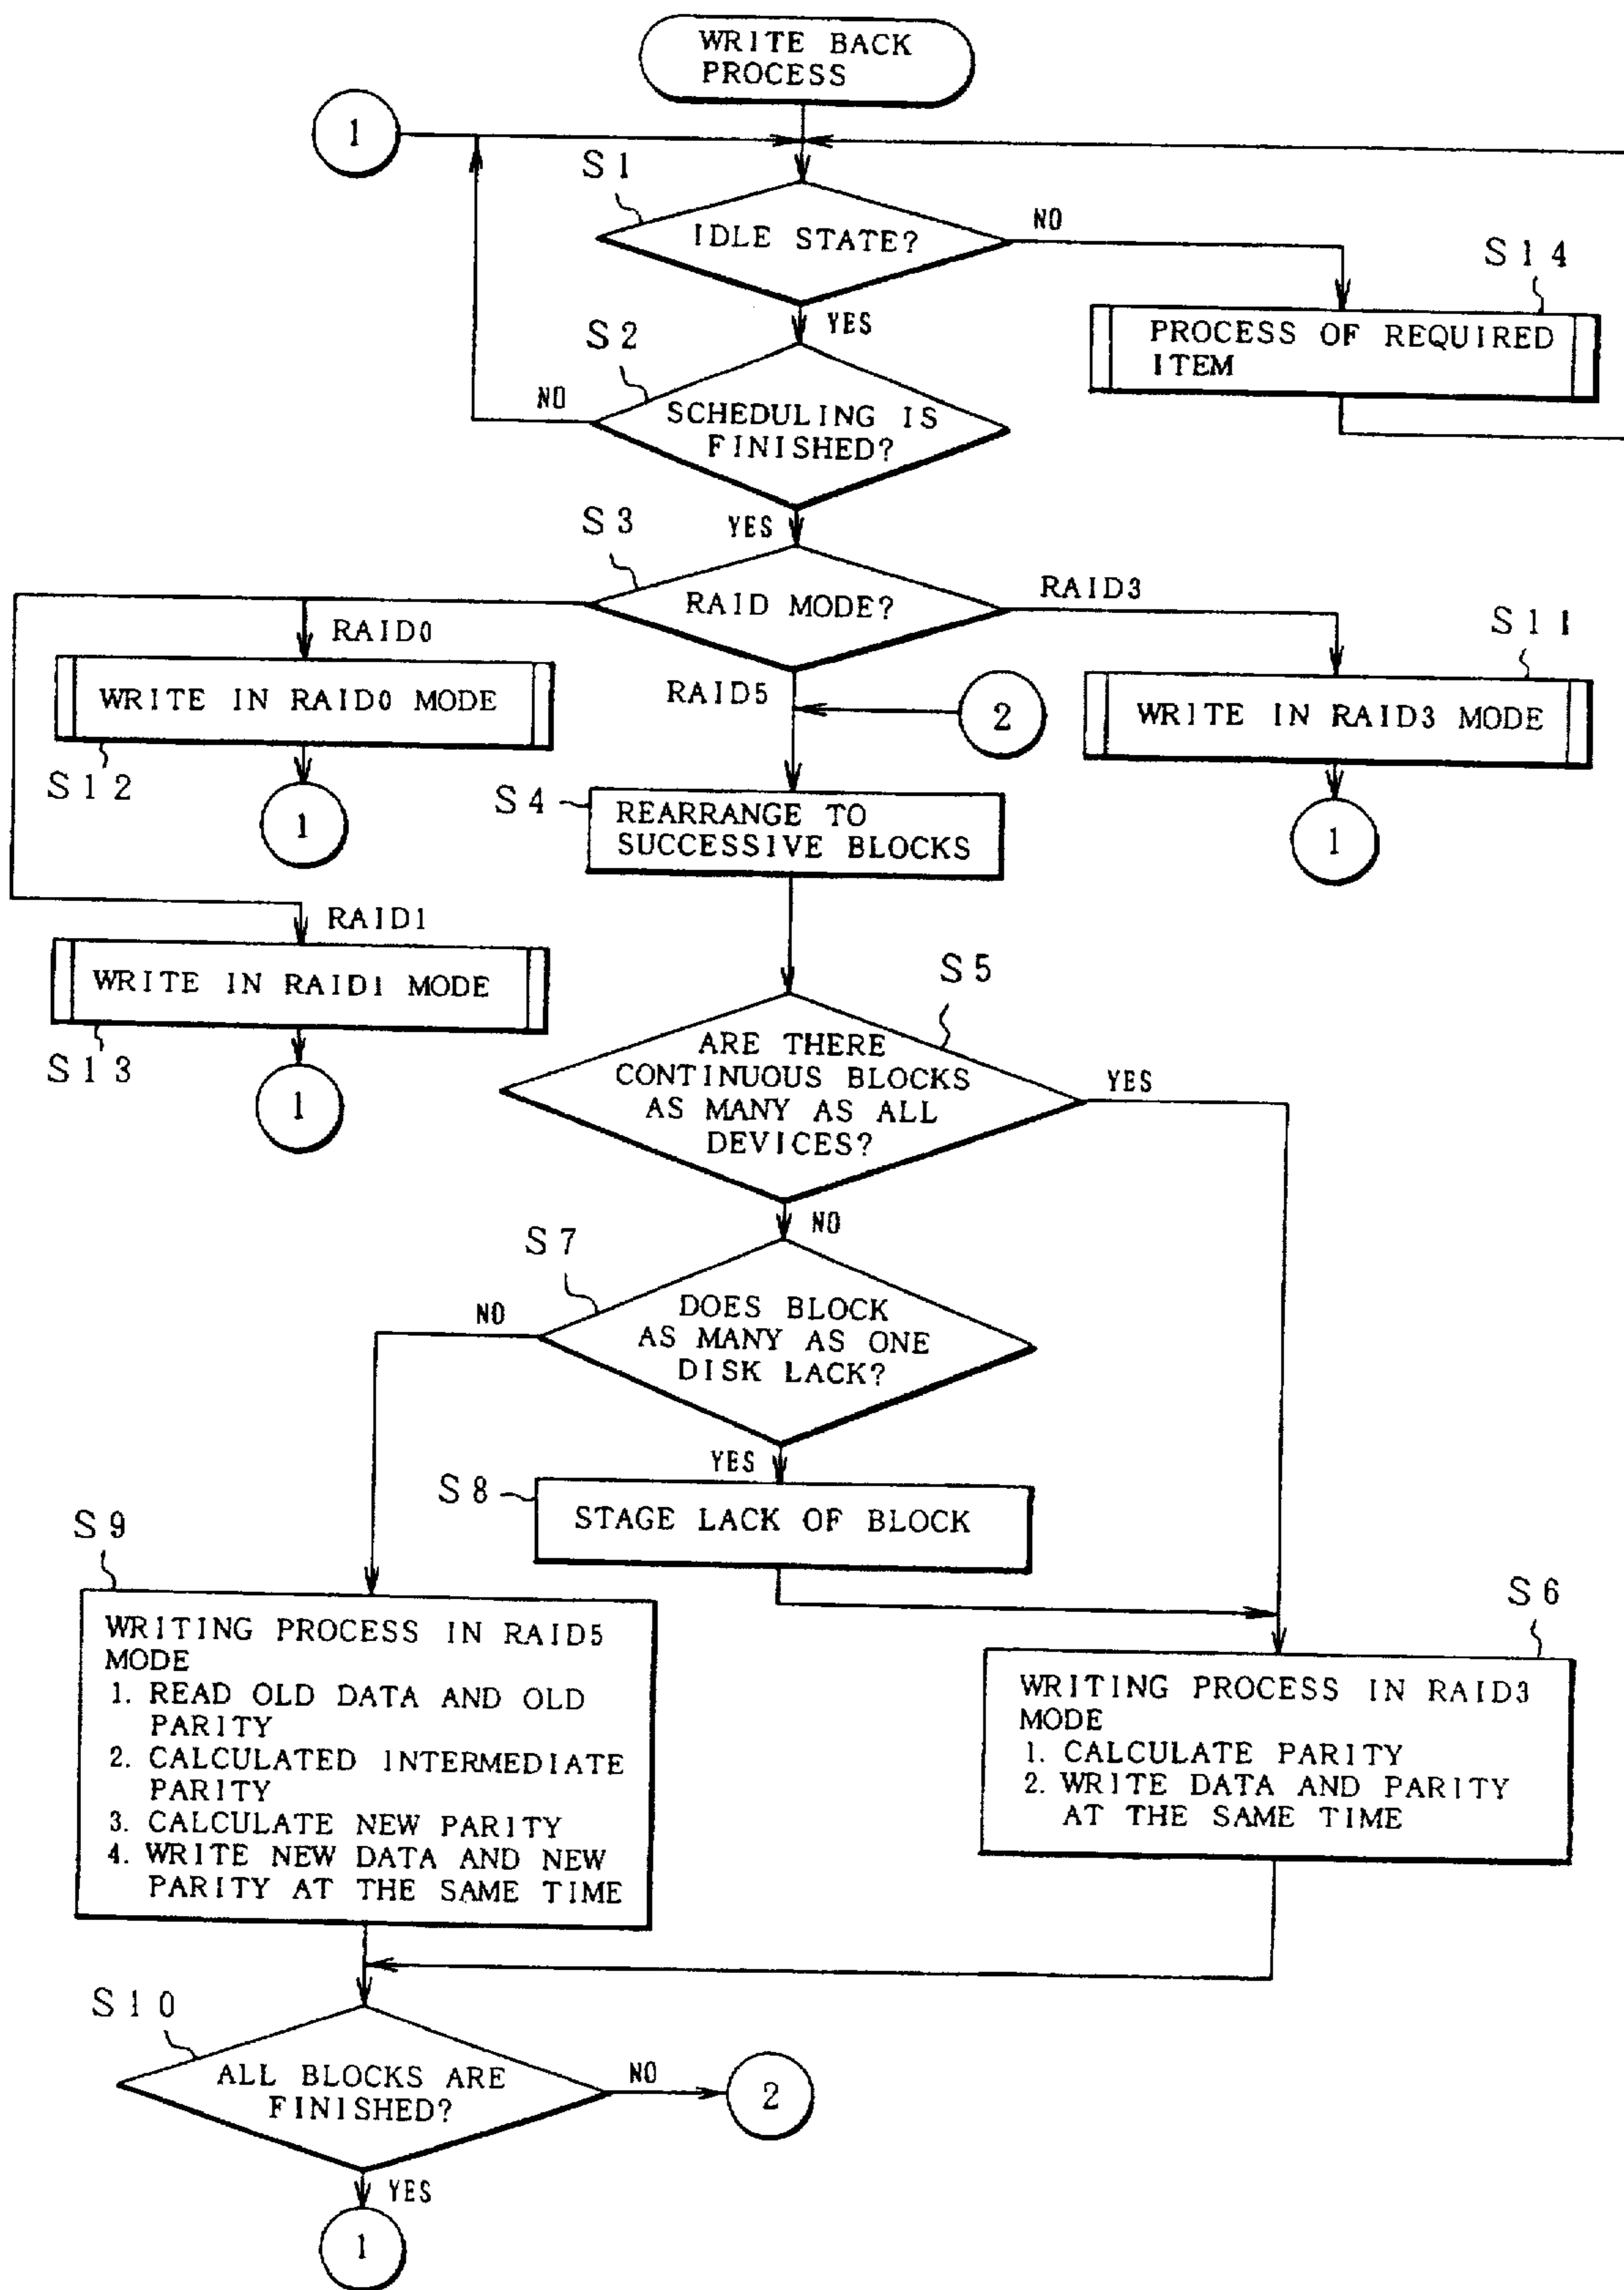 WRITE BACK
PROCESS
1
S1
IDLE STATE?
NO
YES
S14
PROCESS OF REQUIRED
ITEM
S2
SCHEDULING IS
FINISHED?
NO
YES
S3
RAID MODE?
RAID3
S11
WRITE IN RAID3 MODE
1
RAID0
WRITE IN RAID0 MODE
S12
1
RAID5
2
S4
REARRANGE TO
SUCCESSIVE BLOCKS
RAID1
WRITE IN RAID1 MODE
S13
1
S5
ARE THERE
CONTINUOUS BLOCKS
AS MANY AS ALL
DEVICES?
YES
NO
S7
DOES BLOCK
AS MANY AS ONE
DISK LACK?
NO
YES
S8
STAGE LACK OF BLOCK
S9
WRITING PROCESS IN RAID5
MODE
1. READ OLD DATA AND OLD
PARITY
2. CALCULATED INTERMEDIATE
PARITY
3. CALCULATE NEW PARITY
4. WRITE NEW DATA AND NEW
PARITY AT THE SAME TIME
S6
WRITING PROCESS IN RAID3
MODE
1. CALCULATE PARITY
2. WRITE DATA AND PARITY
AT THE SAME TIME
S10
ALL BLOCKS ARE
FINISHED?
NO
2
YES
1